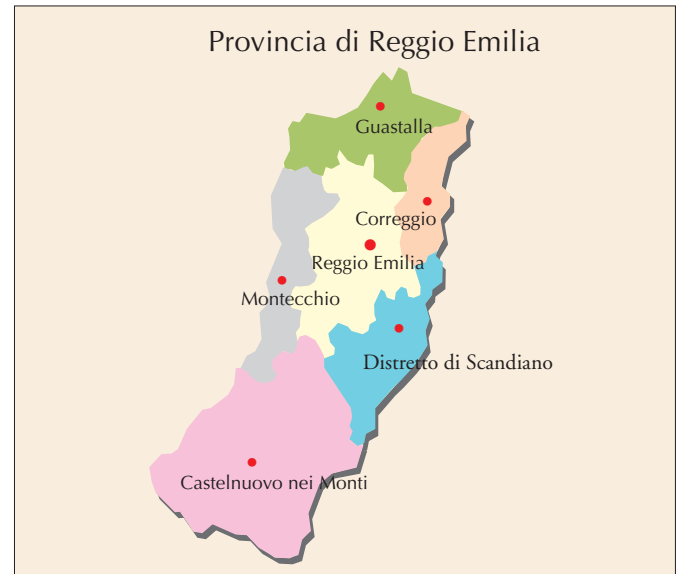 Provincia di Reggio Emilia
Guastalla
Correggio
Reggio Emilia
Montecchio
Distretto di Scandiano
Castelnuovo nei Monti